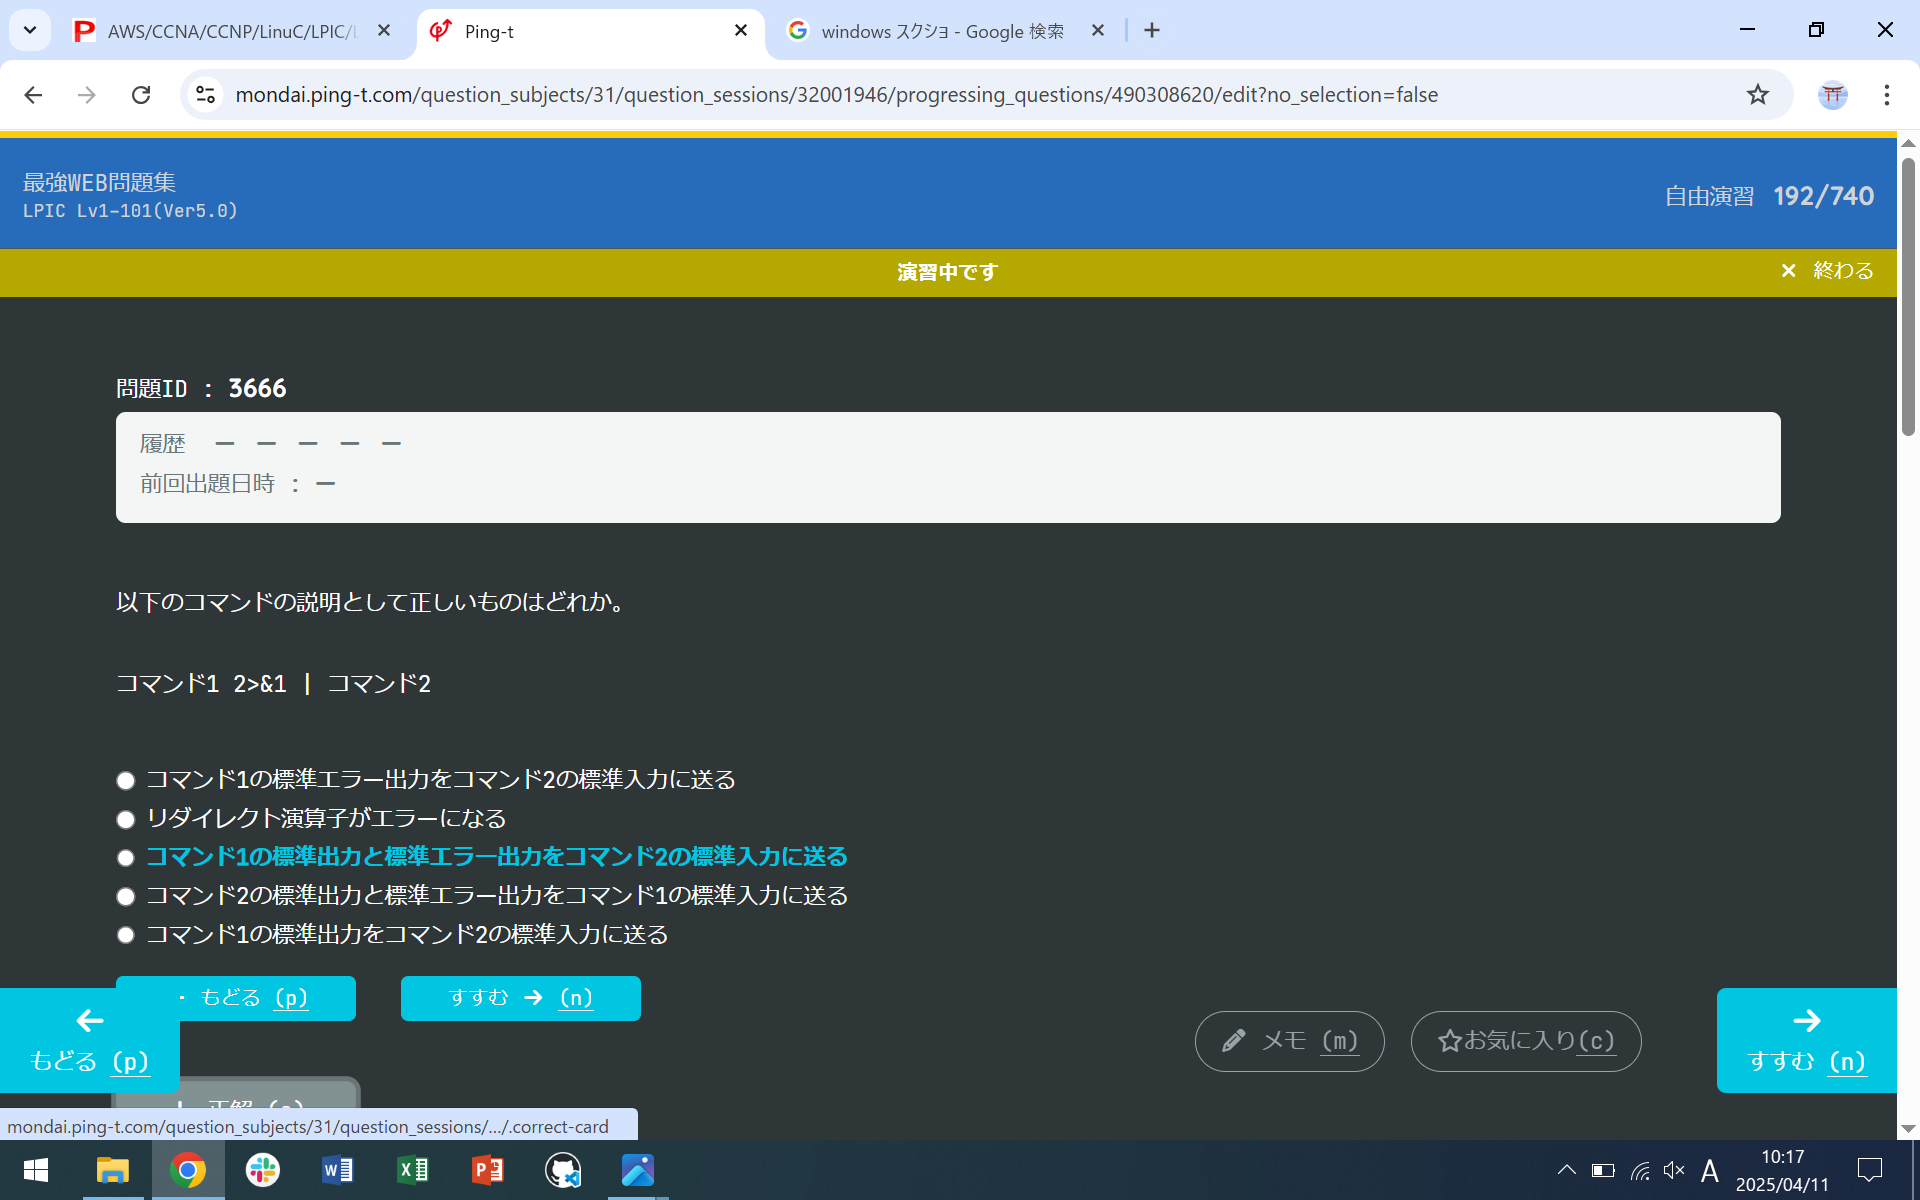 AWS/CCNA/CCNP/LinuC/LPIC/
Ping-t
windows スクショ - Google 検索
mondai.ping-t.com/question_subjects/31/question_sessions/32001946/progressing_questions/490308620/edit?no_selection=false
最強WEB問題集
LPIC Lv1-101(Ver5.0)
自由演習 192/740
演習中です
× 終わる
問題ID : 3666
履歴 ー ー ー ー ー
前回出題日時 : ー
以下のコマンドの説明として正しいものはどれか。
コマンド1 2>&1 | コマンド2
コマンド1の標準エラー出力をコマンド2の標準入力に送る
リダイレクト演算子がエラーになる
コマンド1の標準出力と標準エラー出力をコマンド2の標準入力に送る
コマンド2の標準出力と標準エラー出力をコマンド1の標準入力に送る
コマンド1の標準出力をコマンド2の標準入力に送る
もどる (p)
すすむ → (n)
← もどる (p)
メモ (m)
☆お気に入り(c)
→ すすむ (n)
mondai.ping-t.com/question_subjects/31/question_sessions/.../.correct-card
A
10:17
2025/04/11